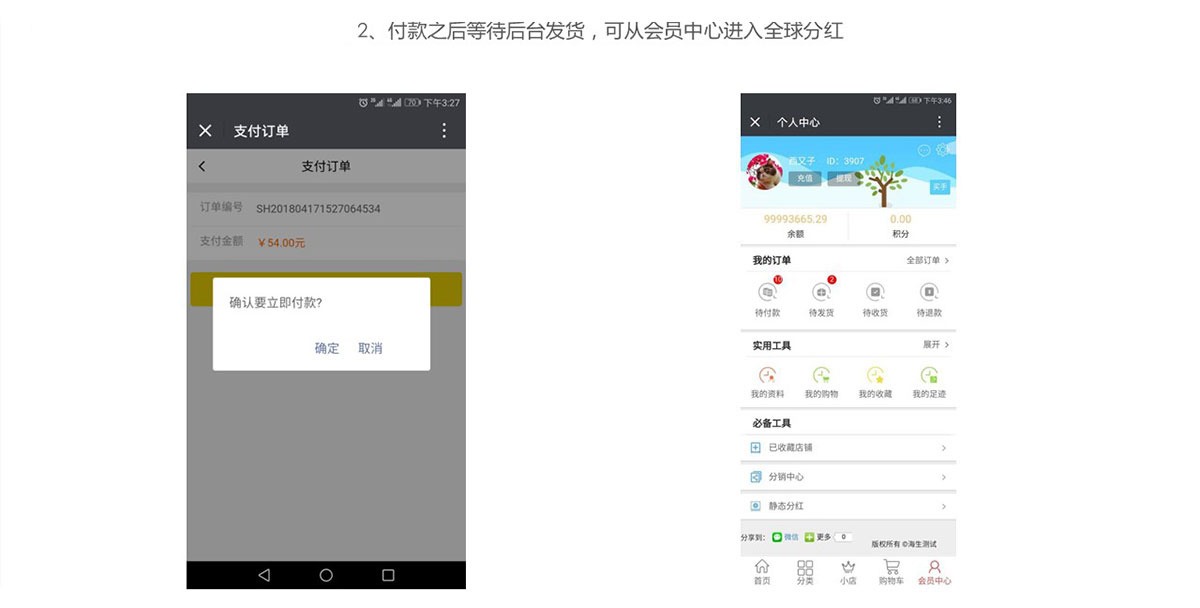 2、付款之后等待后台发货，可从会员中心进入全球分红
70 下午3:27
支付订单
支付订单
订单编号 SH201804171527064534
支付金额 ￥54.00元
确认要立即付款?
确定 取消
下午3:46
个人中心
ID：3907
充值 提现
买手
99993665.29 0.00
余额 积分
我的订单 全部订单
10 2
待付款 待发货 待收货 待退款
实用工具 展开
我的资料 我的购物 我的收藏 我的足迹
必备工具
已收藏店铺
分销中心
静态分红
分享到： 微信 更多 0
版权所有 ©海生测试
首页 分类 小店 购物车 会员中心